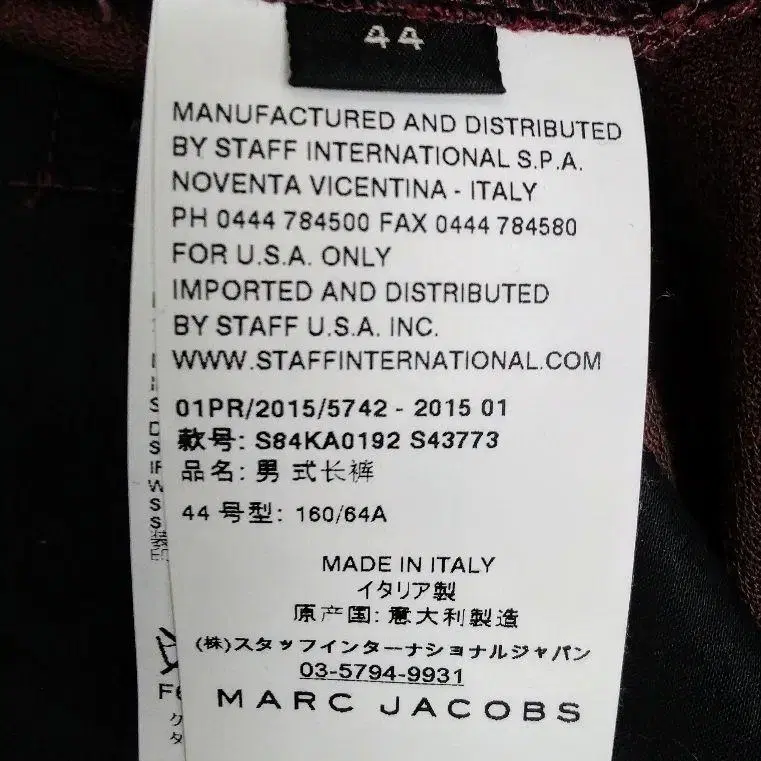 44
MANUFACTURED AND DISTRIBUTED
BY STAFF INTERNATIONAL S.P.A.
NOVENTA VICENTINA - ITALY
PH 0444 784500 FAX 0444 784580
FOR U.S.A. ONLY
IMPORTED AND DISTRIBUTED
BY STAFF U.S.A. INC.
WWW.STAFFINTERNATIONAL.COM
01PR/2015/5742 - 2015 01
款号: S84KA0192 S43773
品名: 男 式长裤
44 号型: 160/64A
MADE IN ITALY
イタリア製
原产国: 意大利製造
(株)スタッフインターナショナルジャパン
03-5794-9931
MARC JACOBS